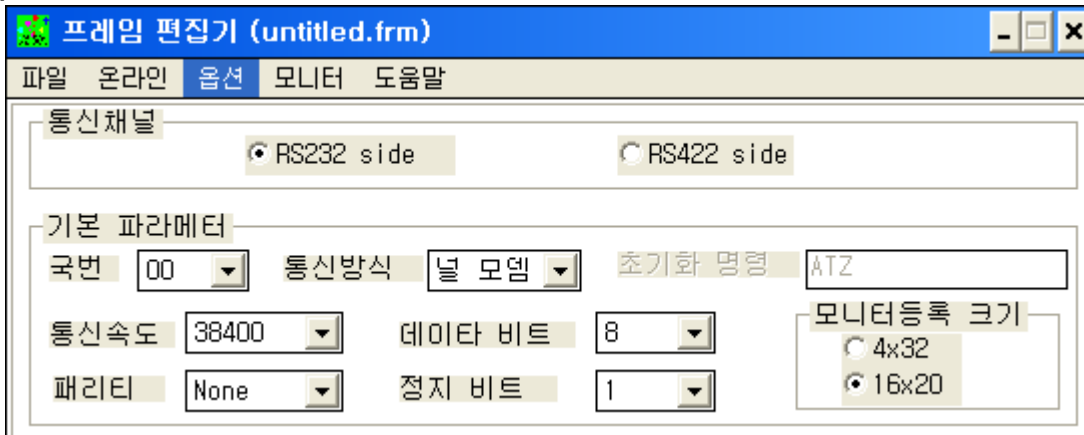 프레임 편집기 (untitled.frm)
파일 온라인 옵션 모니터 도움말
통신채널
RS232 side RS422 side
기본 파라메터
국번 00 통신방식 널 모뎀 초기화 명령 ATZ
모니터등록 크기
통신속도 38400 데이타 비트 8 4x32
패리티 None 정지 비트 1 16x20